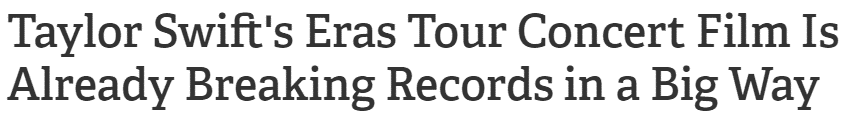 Taylor Swift's Eras Tour Concert Film Is
Already Breaking Records in a Big Way